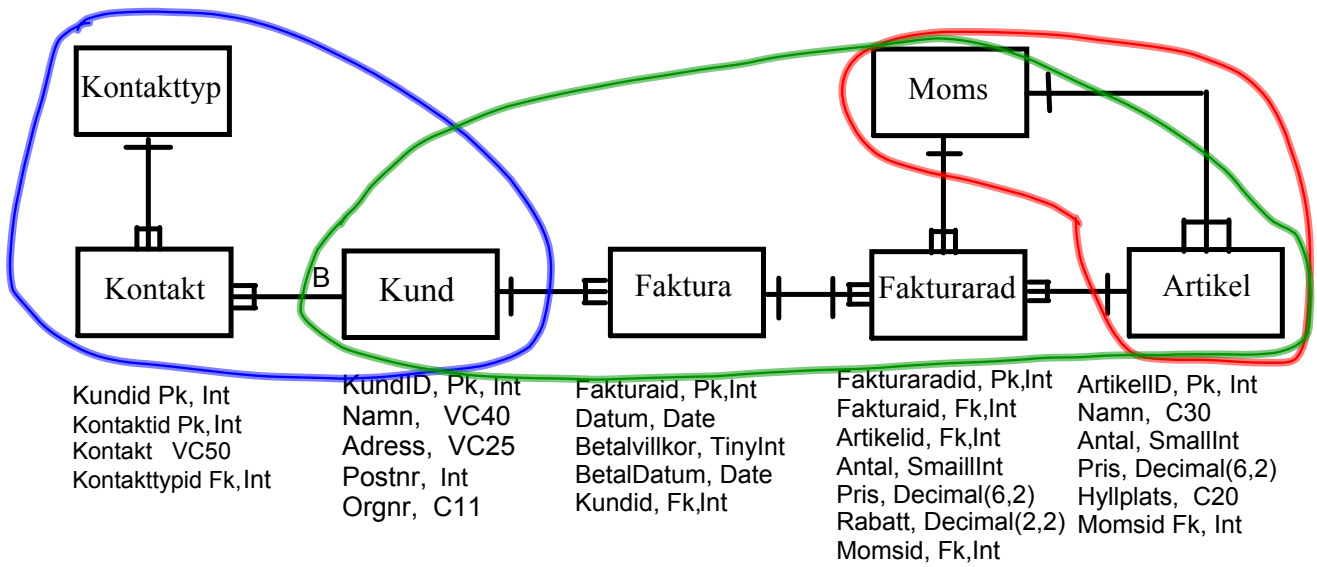 Kontakttyp
Moms
Kontakt
B
Kund
Faktura
Fakturarad
Artikel
Kundid Pk, Int
Kontaktid Pk,Int
Kontakt VC50
Kontakttypid Fk,Int
KundID, Pk, Int
Namn, VC40
Adress, VC25
Postnr, Int
Orgnr, C11
Fakturaid, Pk,Int
Datum, Date
Betalvillkor, TinyInt
BetalDatum, Date
Kundid, Fk,Int
Fakturaradid, Pk,Int
Fakturaid, Fk,Int
Artikelid, Fk,Int
Antal, SmaillInt
Pris, Decimal(6,2)
Rabatt, Decimal(2,2)
Momsid, Fk,Int
ArtikelID, Pk, Int
Namn, C30
Antal, SmallInt
Pris, Decimal(6,2)
Hyllplats, C20
Momsid Fk, Int